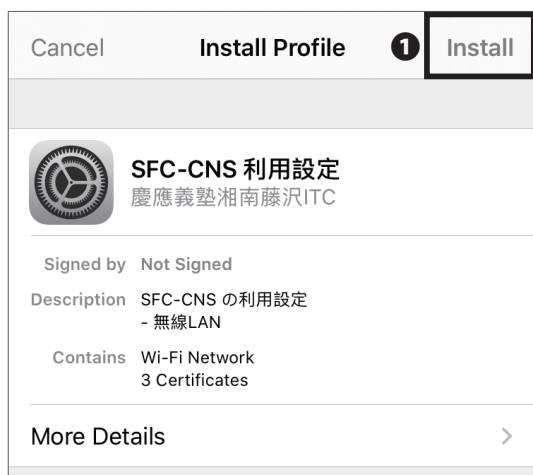 Cancel Install Profile ❶ Install
SFC-CNS 利用設定
慶應義塾湘南藤沢ITC
Signed by Not Signed
Description SFC-CNS の利用設定
- 無線LAN
Contains Wi-Fi Network
3 Certificates
More Details